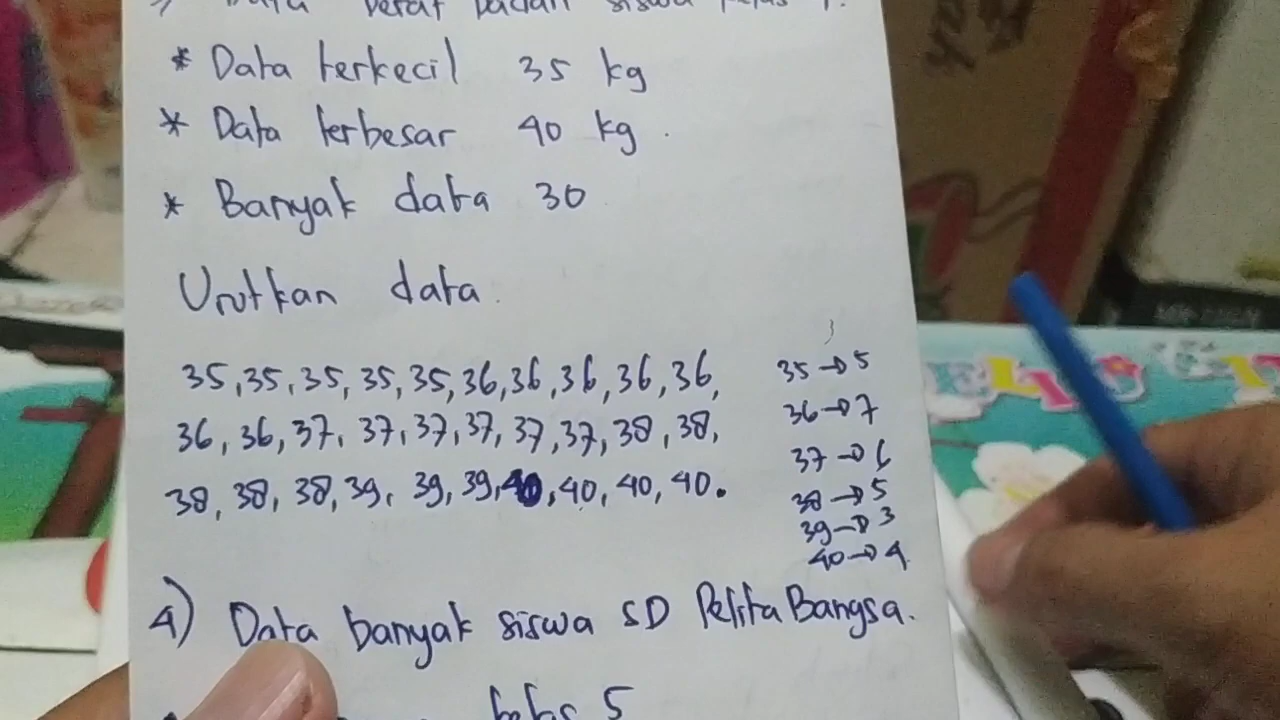 * Data terkecil 35 kg
* Data terbesar 40 kg.
* Banyak data 30
Urutkan data.
35, 35, 35, 35, 35, 36, 36, 36, 36, 36,
36, 36, 37, 37, 37, 37, 37, 37, 38, 38,
38, 38, 38, 39, 39, 39, 40, 40, 40, 40.
35→5
36→7
37→6
38→5
39→3
40→4
4) Data banyak siswa SD Pelita Bangsa.
kelas 5